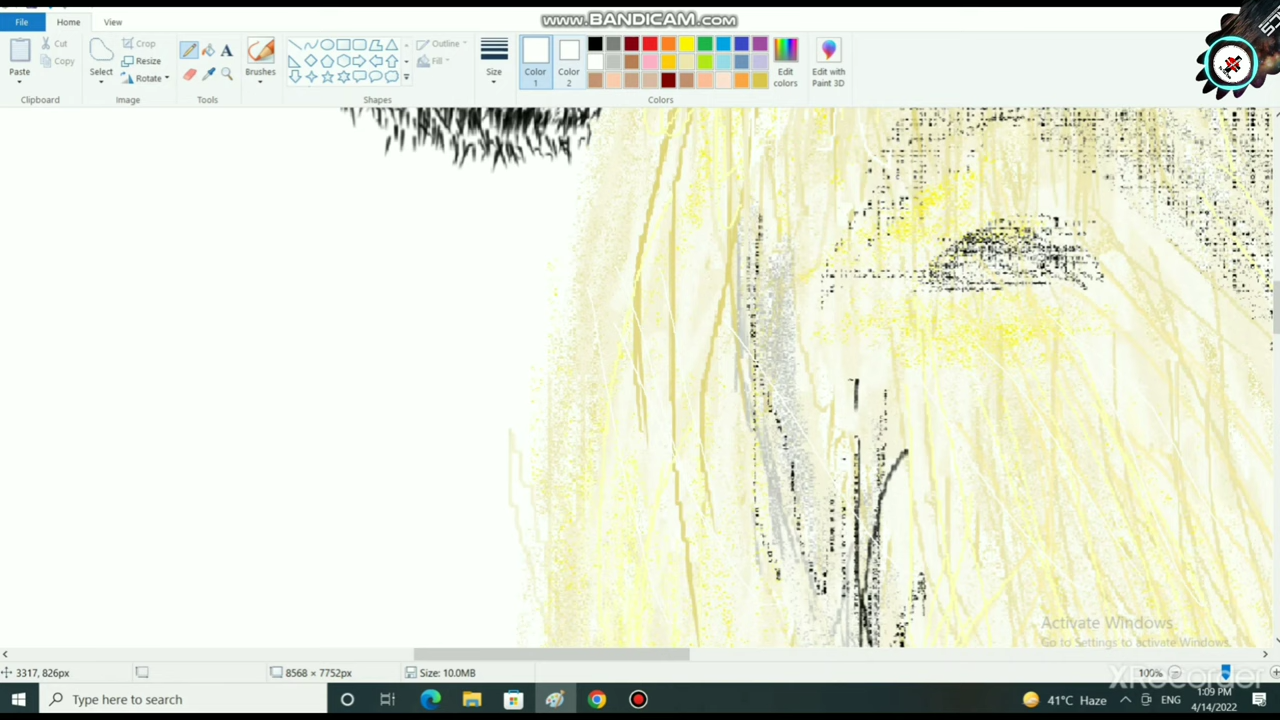 www.BANDICAM.com
File Home View
Paste
Cut
Copy
Clipboard
Select
Crop
Resize
Rotate
Image
A
Tools
Brushes
Outline
Fill
Shapes
Size
Color
1
Color
2
Colors
Edit
colors
Edit with
Paint 3D
Activate Windows
Go to Settings to activate Windows.
3317, 826px
8568 × 7752px
Size: 10.0MB
100%
XRecorder
Type here to search
41°C Haze
ENG
1:09 PM
4/14/2022